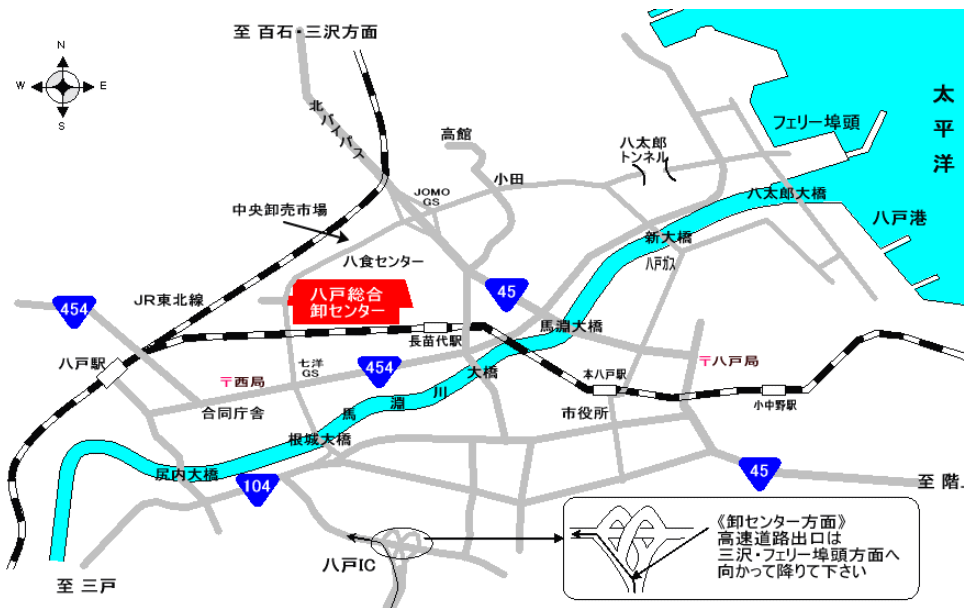 至 百石・三沢方面
N
W
E
S
北バイパス
高館
八太郎
トンネル
フェリー埠頭
太平洋
小田
JOMO
GS
八太郎大橋
中央卸売市場
八戸港
新大橋
八食センター
八戸ガス
八戸総合
卸センター
45
JR東北線
454
馬淵大橋
長苗代駅
八戸駅
七洋
GS
454
大橋
〒八戸局
〒西局
本八戸駅
小中野駅
合同庁舎
馬淵川
市役所
根城大橋
尻内大橋
104
45
至 階上
《卸センター方面》
高速道路出口は
三沢・フェリー埠頭方面へ
向かって降りて下さい
八戸IC
至 三戸